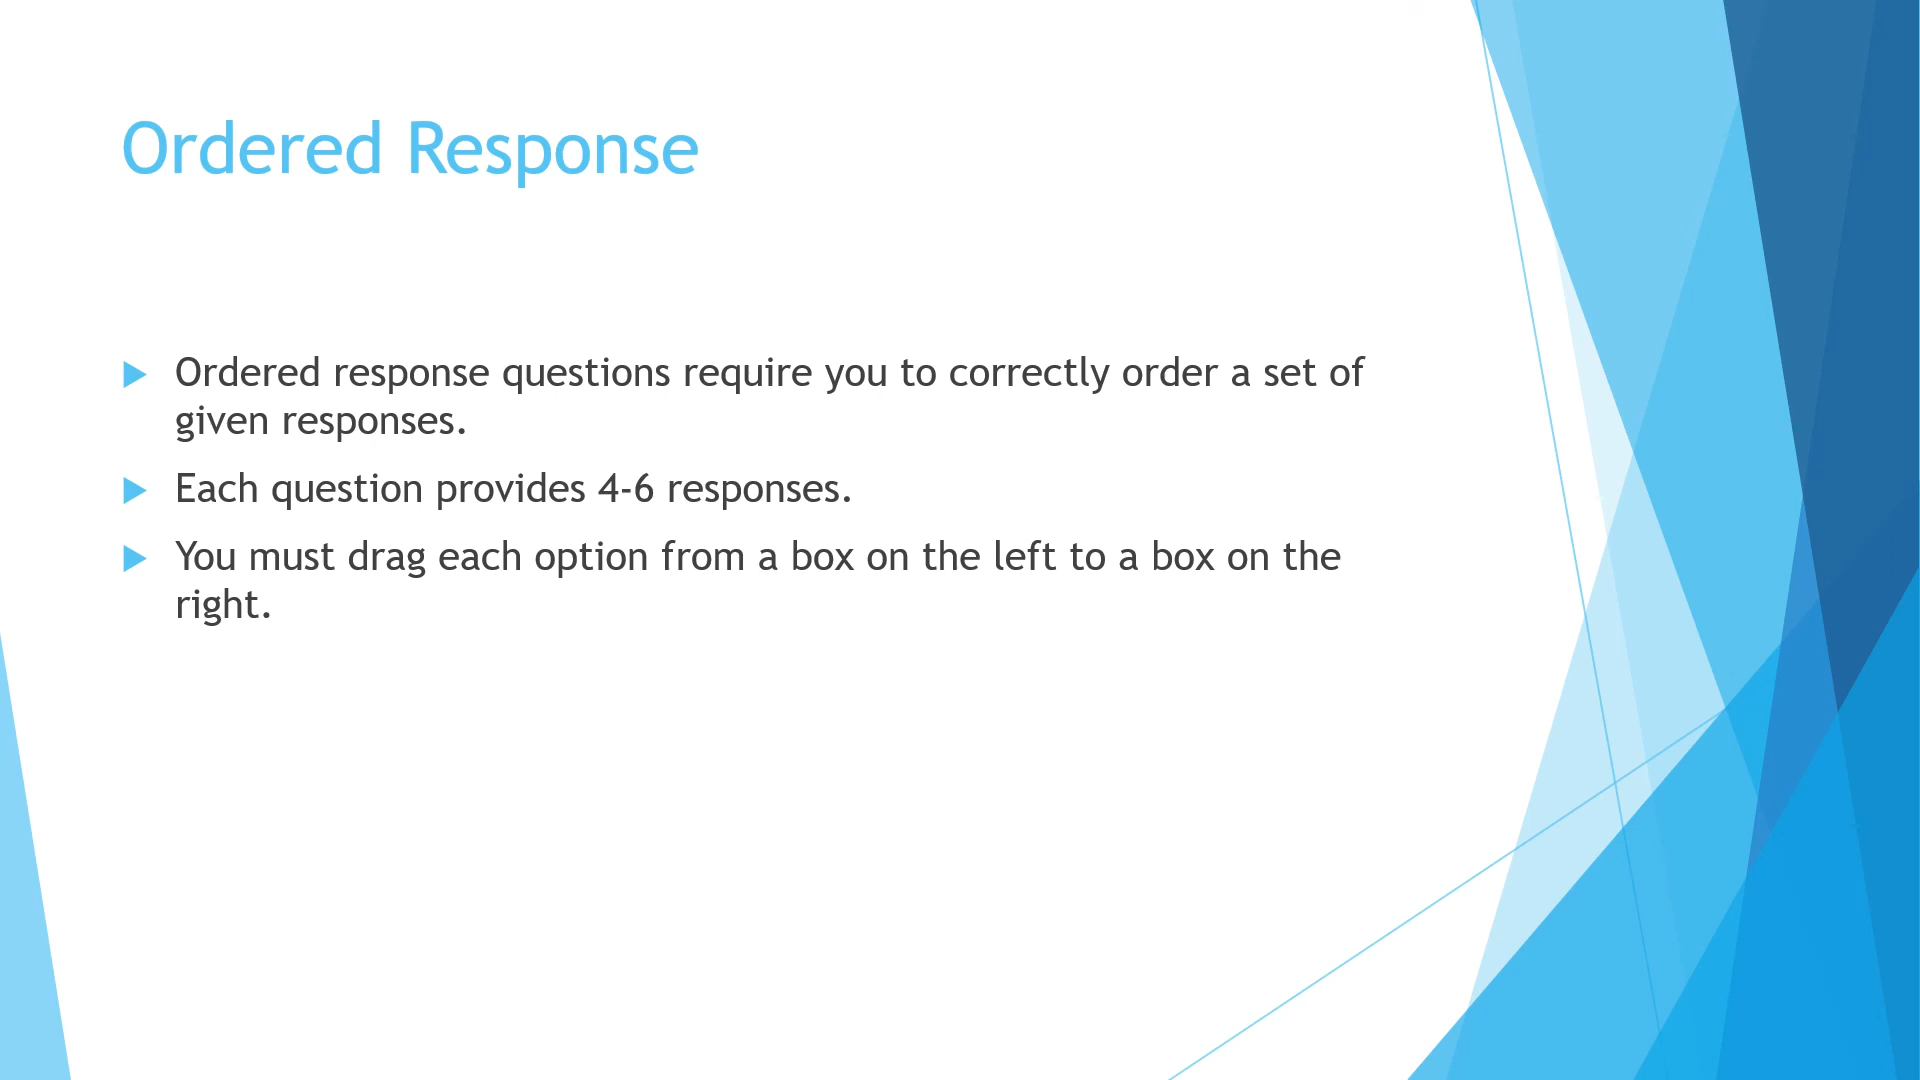 Ordered Response
Ordered response questions require you to correctly order a set of
given responses.
Each question provides 4-6 responses.
You must drag each option from a box on the left to a box on the
right.